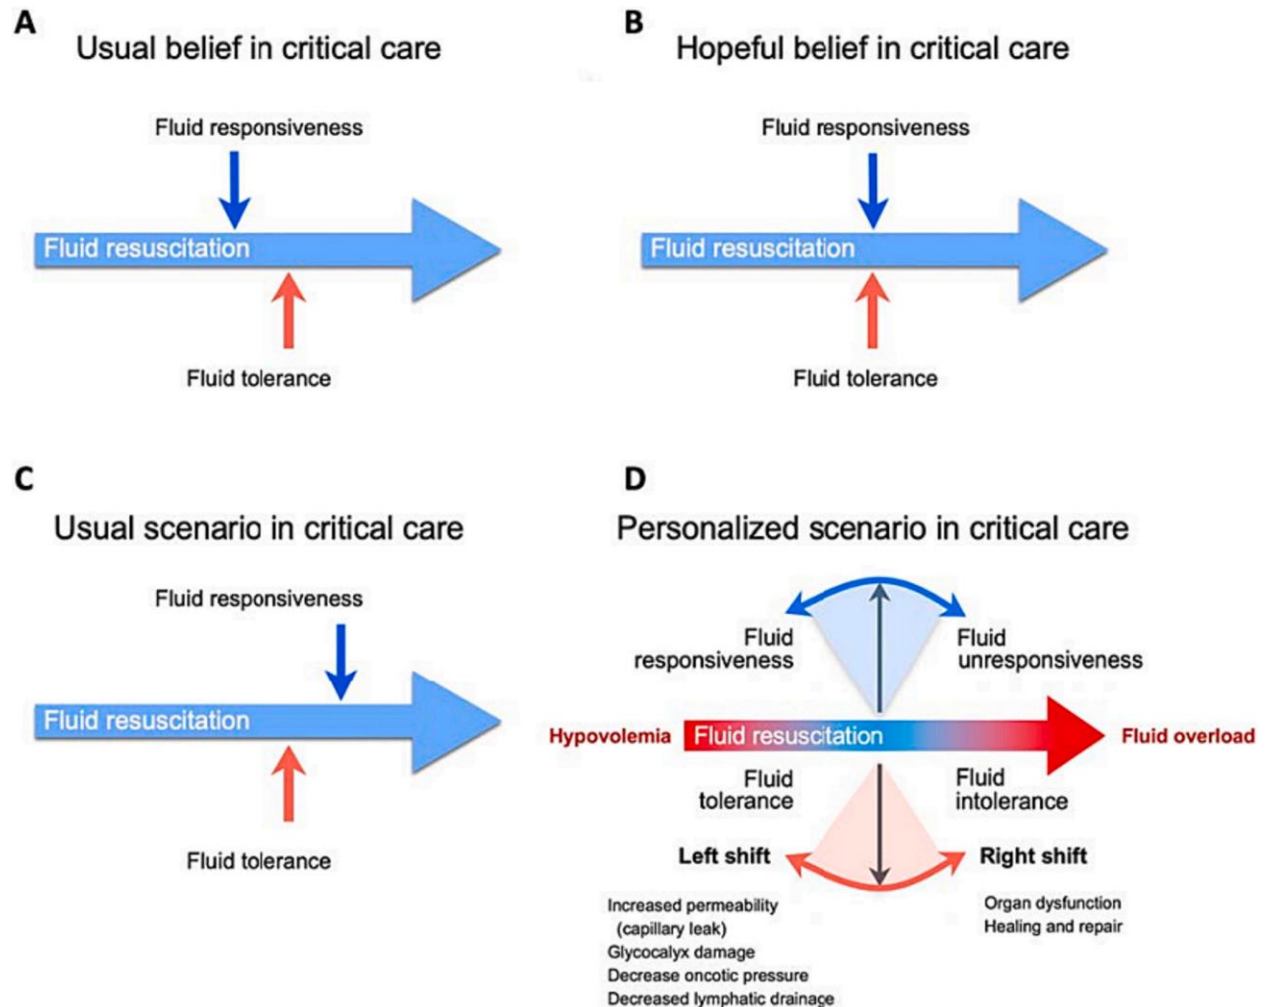 A
Usual belief in critical care
Fluid responsiveness
Fluid resuscitation
Fluid tolerance
B
Hopeful belief in critical care
Fluid responsiveness
Fluid resuscitation
Fluid tolerance
C
Usual scenario in critical care
Fluid responsiveness
Fluid resuscitation
Fluid tolerance
D
Personalized scenario in critical care
Fluid
responsiveness
Fluid
unresponsiveness
Hypovolemia
Fluid resuscitation
Fluid overload
Fluid
tolerance
Fluid
intolerance
Left shift
Right shift
Increased permeability
(capillary leak)
Glycocalyx damage
Decrease oncotic pressure
Decreased lymphatic drainage
Organ dysfunction
Healing and repair